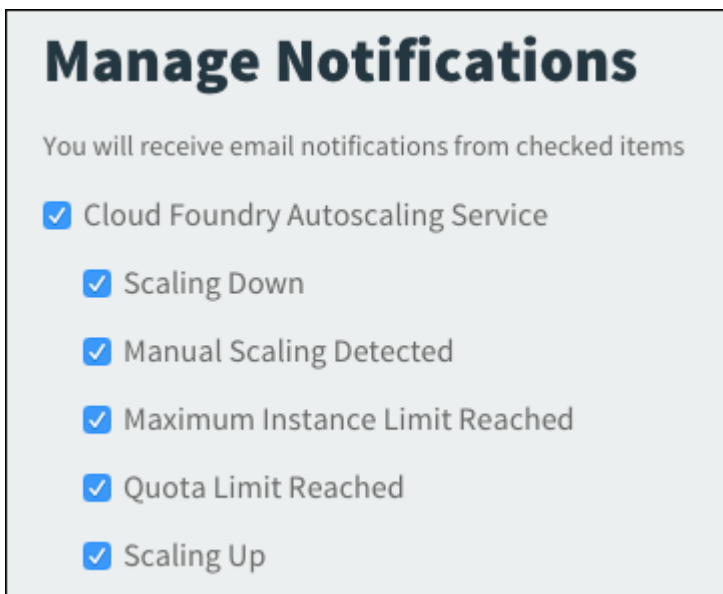 Manage Notifications
You will receive email notifications from checked items
Cloud Foundry Autoscaling Service
Scaling Down
Manual Scaling Detected
Maximum Instance Limit Reached
Quota Limit Reached
Scaling Up